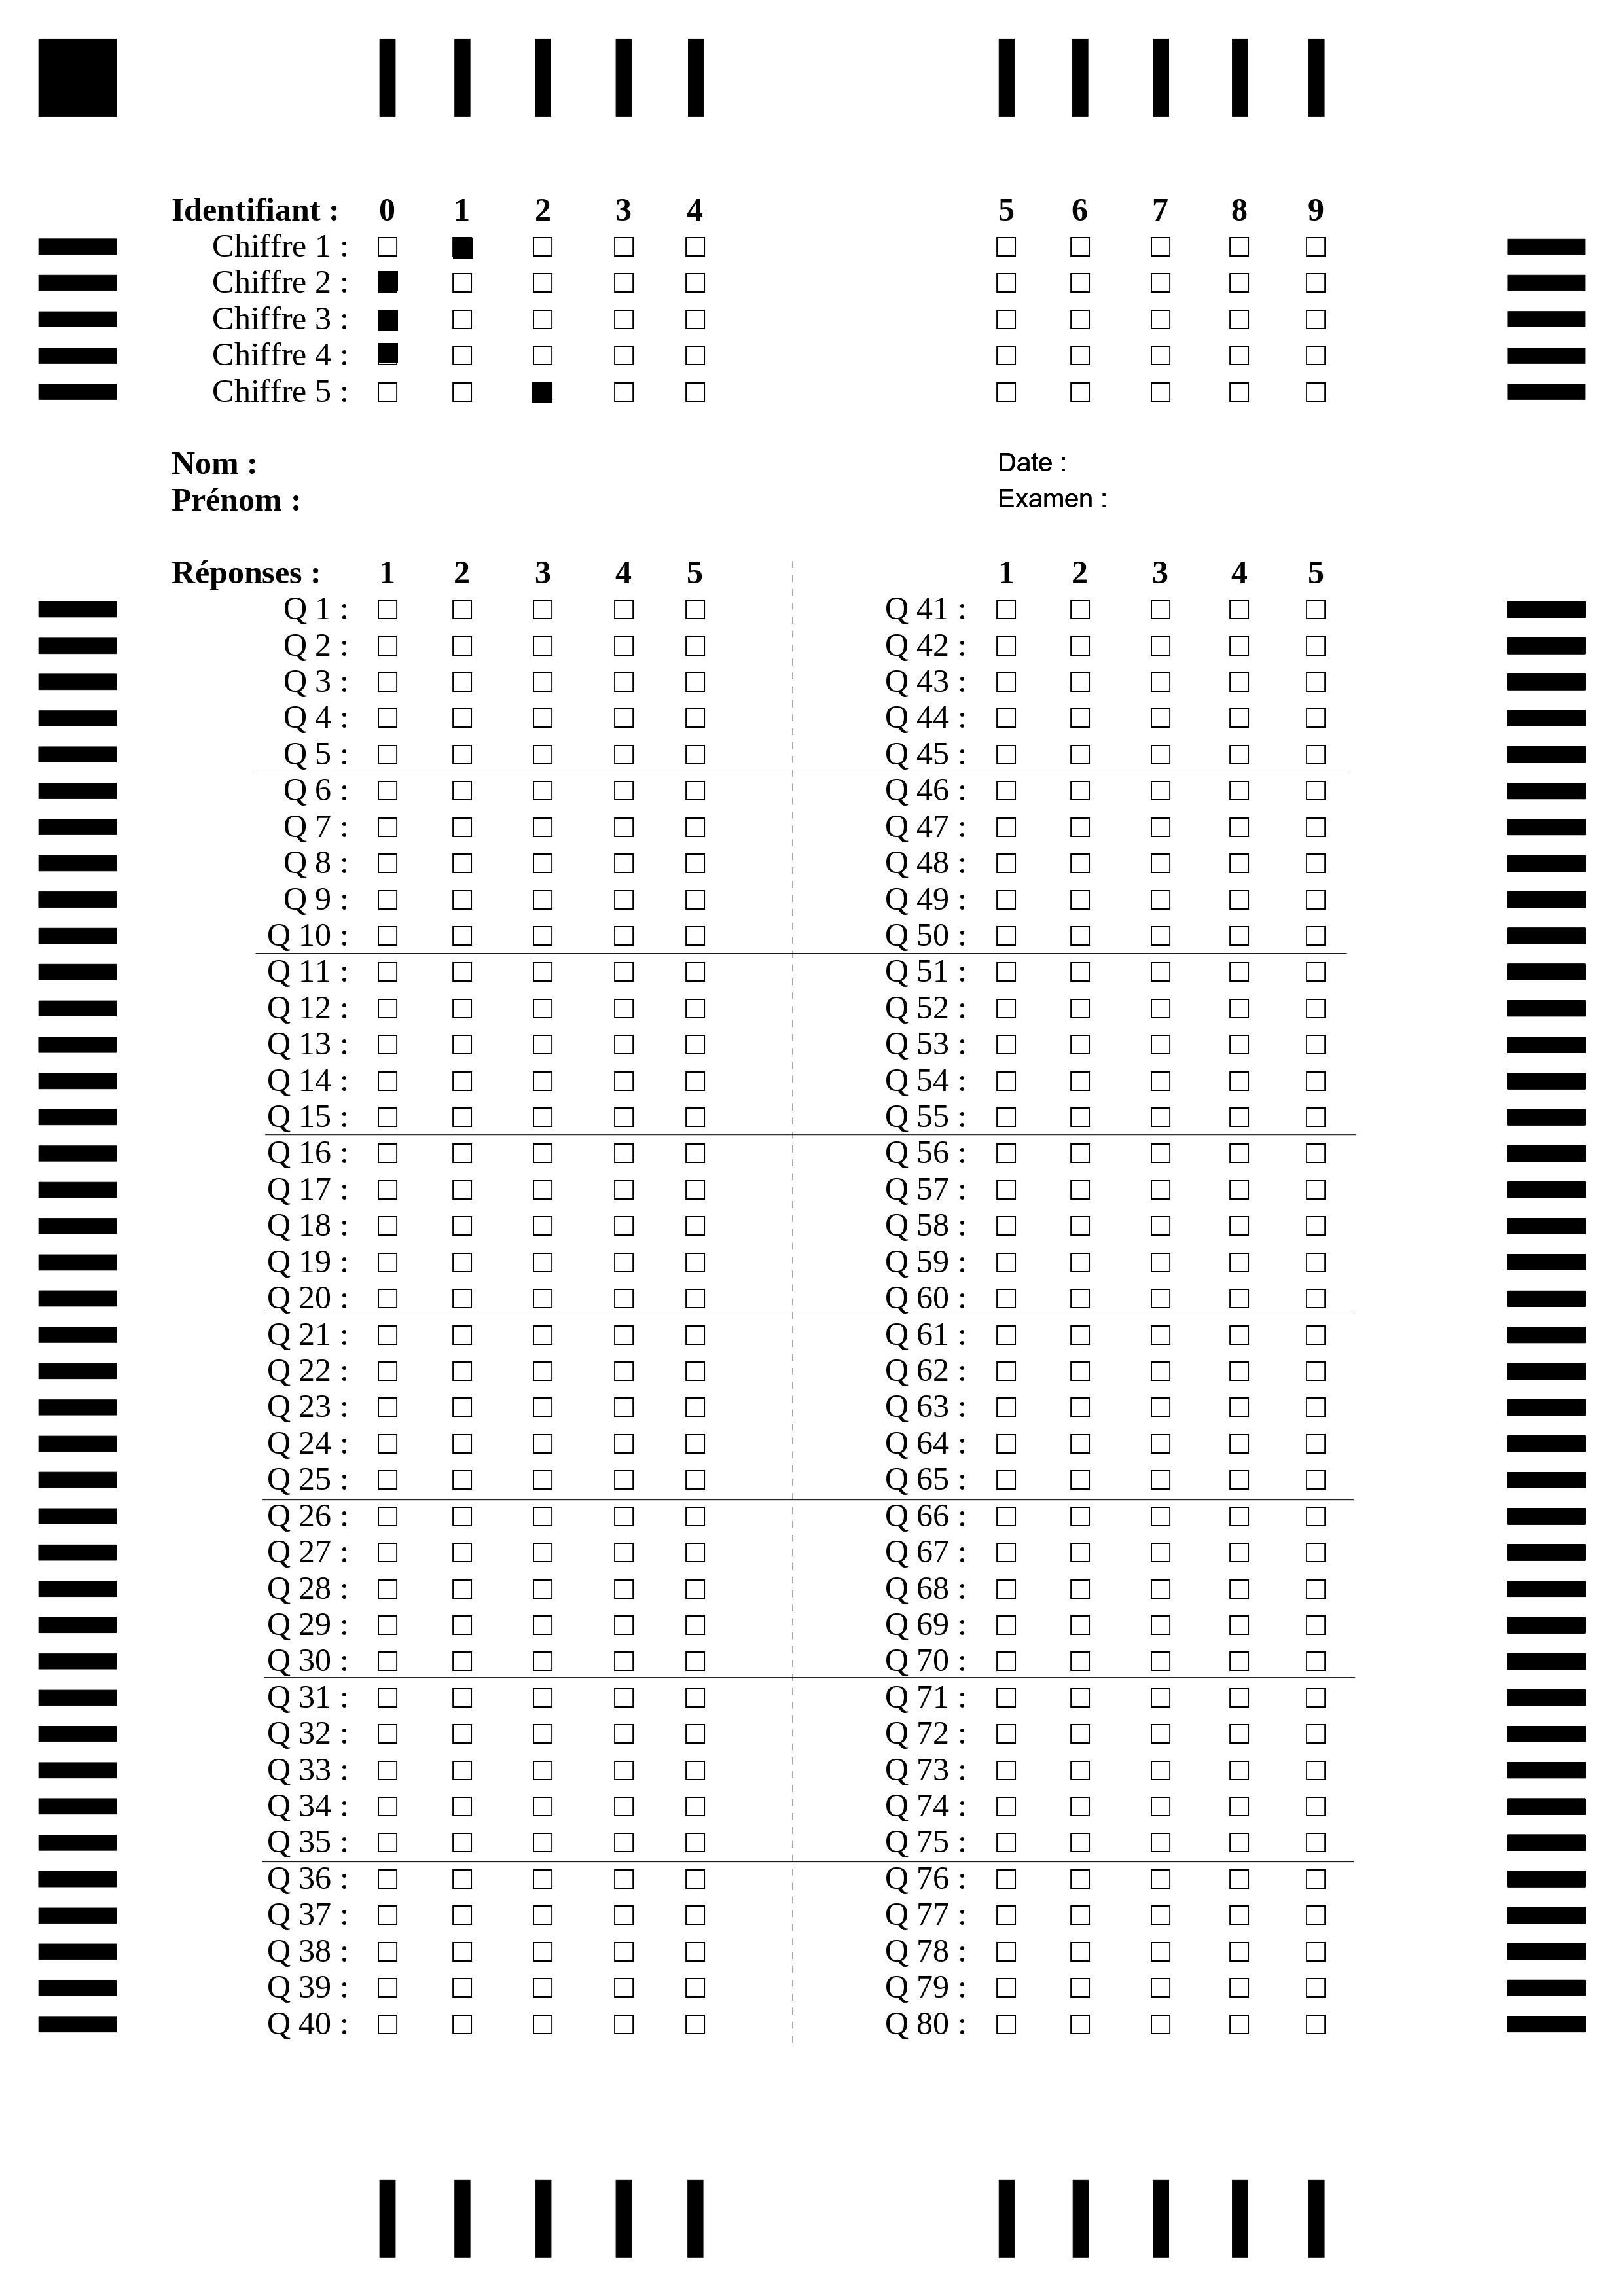 Identifiant : 0 1 2 3 4 5 6 7 8 9
Chiffre 1 :
Chiffre 2 :
Chiffre 3 :
Chiffre 4 :
Chiffre 5 :
Nom : Date :
Prénom : Examen :
Réponses : 1 2 3 4 5 1 2 3 4 5
Q 1 : Q 41 :
Q 2 : Q 42 :
Q 3 : Q 43 :
Q 4 : Q 44 :
Q 5 : Q 45 :
Q 6 : Q 46 :
Q 7 : Q 47 :
Q 8 : Q 48 :
Q 9 : Q 49 :
Q 10 : Q 50 :
Q 11 : Q 51 :
Q 12 : Q 52 :
Q 13 : Q 53 :
Q 14 : Q 54 :
Q 15 : Q 55 :
Q 16 : Q 56 :
Q 17 : Q 57 :
Q 18 : Q 58 :
Q 19 : Q 59 :
Q 20 : Q 60 :
Q 21 : Q 61 :
Q 22 : Q 62 :
Q 23 : Q 63 :
Q 24 : Q 64 :
Q 25 : Q 65 :
Q 26 : Q 66 :
Q 27 : Q 67 :
Q 28 : Q 68 :
Q 29 : Q 69 :
Q 30 : Q 70 :
Q 31 : Q 71 :
Q 32 : Q 72 :
Q 33 : Q 73 :
Q 34 : Q 74 :
Q 35 : Q 75 :
Q 36 : Q 76 :
Q 37 : Q 77 :
Q 38 : Q 78 :
Q 39 : Q 79 :
Q 40 : Q 80 :